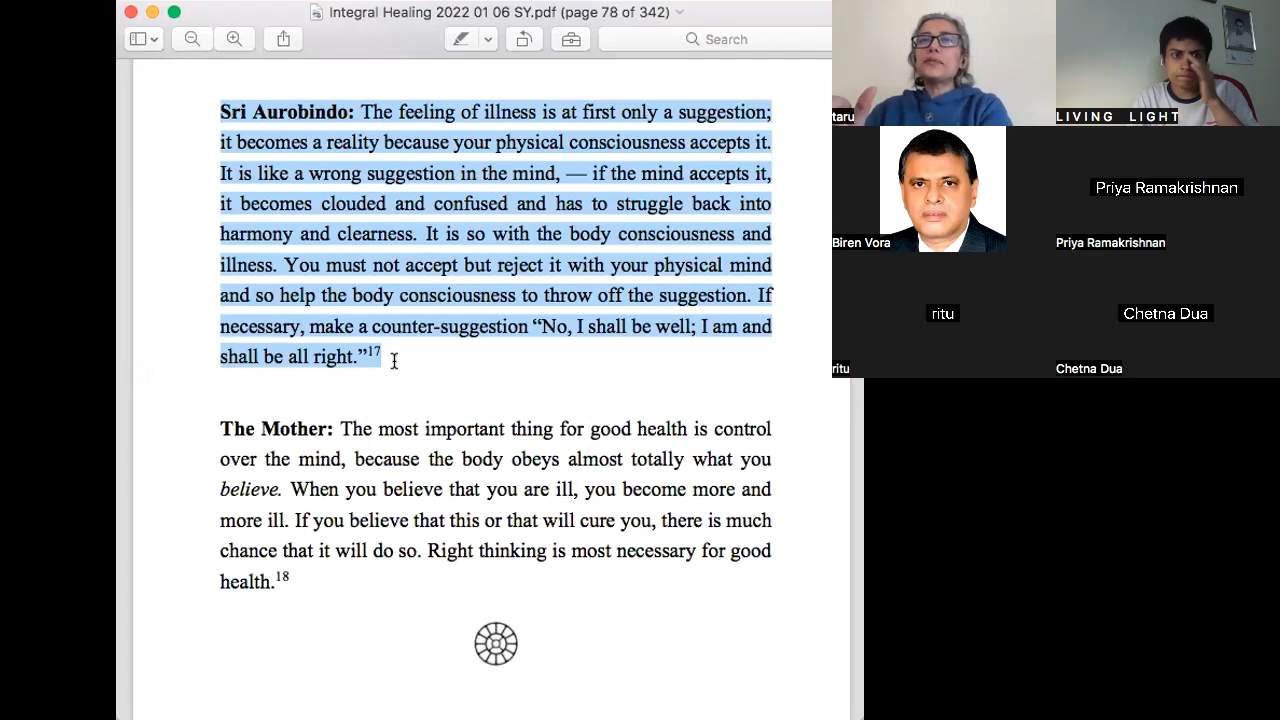 Integral Healing 2022 01 06 SY.pdf (page 78 of 342)
Search
Sri Aurobindo: The feeling of illness is at first only a suggestion;
it becomes a reality because your physical consciousness accepts it.
It is like a wrong suggestion in the mind, — if the mind accepts it,
it becomes clouded and confused and has to struggle back into
harmony and clearness. It is so with the body consciousness and
illness. You must not accept but reject it with your physical mind
and so help the body consciousness to throw off the suggestion. If
necessary, make a counter-suggestion “No, I shall be well; I am and
shall be all right.”17
The Mother: The most important thing for good health is control
over the mind, because the body obeys almost totally what you
believe. When you believe that you are ill, you become more and
more ill. If you believe that this or that will cure you, there is much
chance that it will do so. Right thinking is most necessary for good
health.18
taru
LIVING LIGHT
Biren Vora
Priya Ramakrishnan
Priya Ramakrishnan
ritu
ritu
Chetna Dua
Chetna Dua